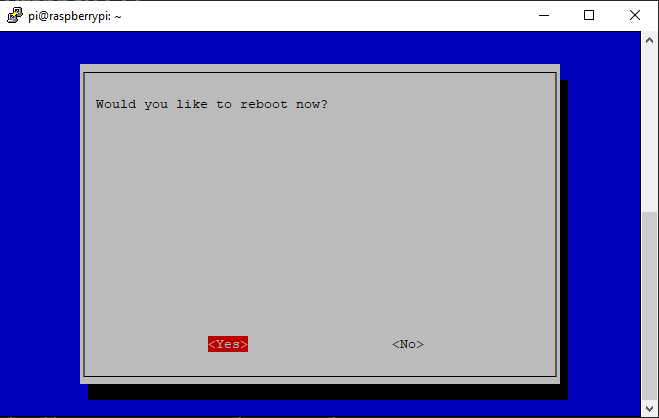 pi@raspberrypi: ~
Would you like to reboot now?
<Yes> <No>